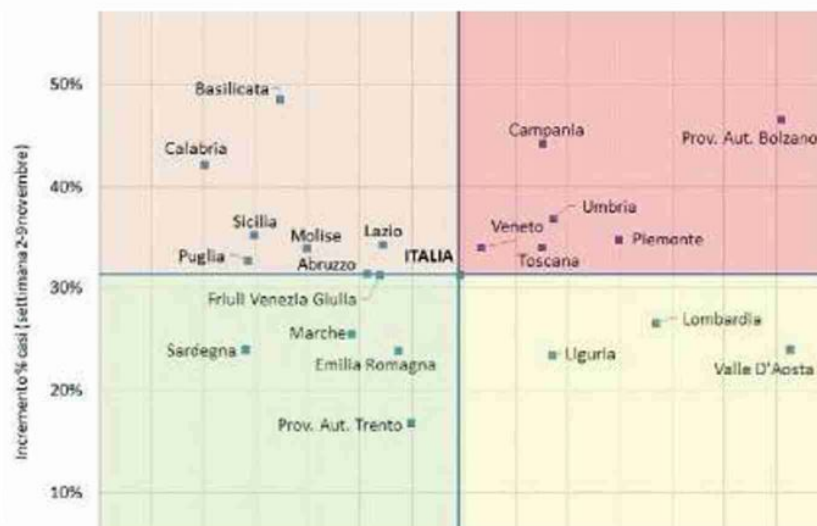 Incremento % casi (settimana 2-9 novembre)
50%
40%
30%
20%
10%
Basilicata
Calabria
Campania
Prov. Aut. Bolzano
Sicilia
Molise
Lazio
Puglia
Abruzzo
ITALIA
Veneto
Umbria
Piemonte
Toscana
Friuli Venezia Giulia
Sardegna
Marche
Emilia Romagna
Prov. Aut. Trento
Lombardia
Liguria
Valle D'Aosta